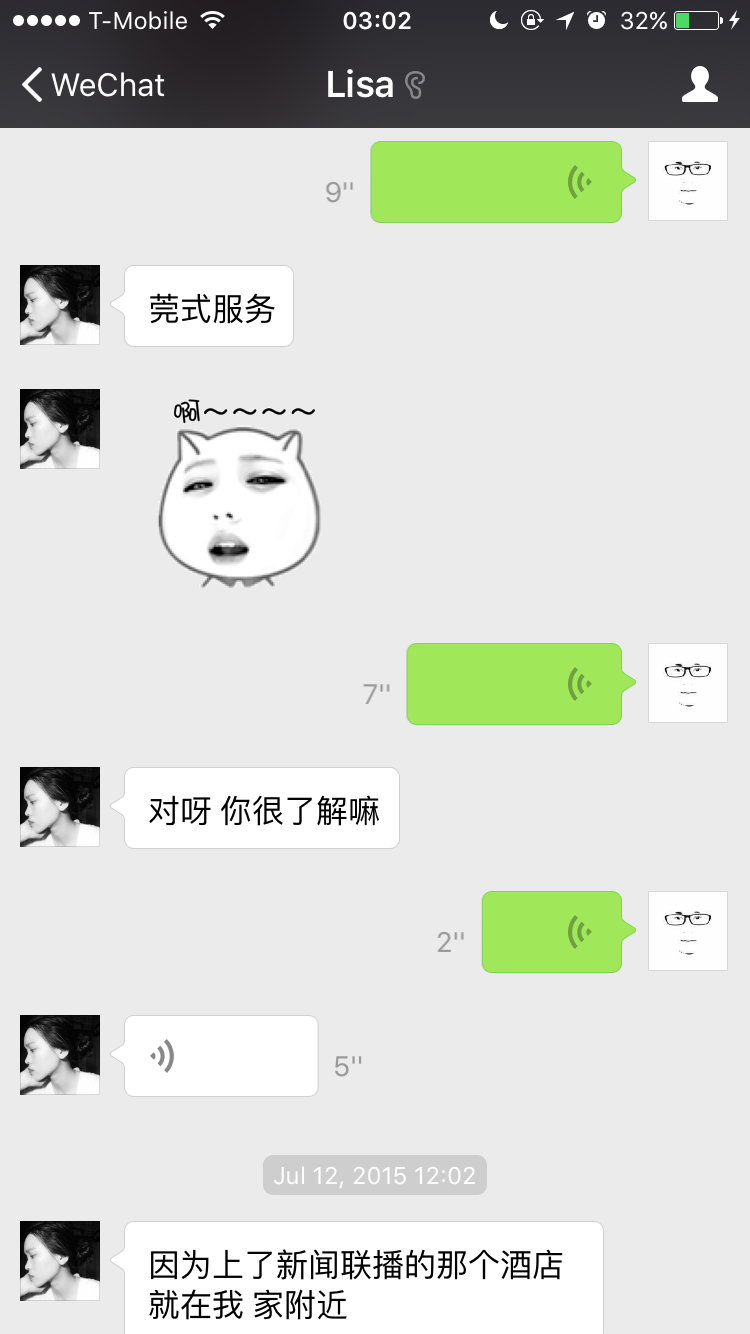 T-Mobile 03:02 32%
WeChat Lisa
9''
莞式服务
啊~~~~
7''
对呀 你很了解嘛
2''
5''
Jul 12, 2015 12:02
因为上了新闻联播的那个酒店
就在我 家附近